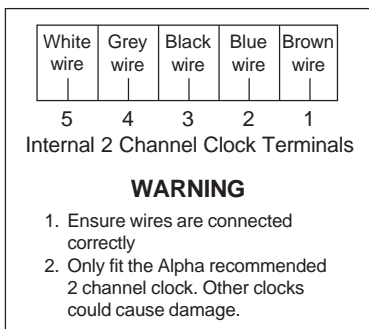 White Grey Black Blue Brown
wire wire wire wire wire
5 4 3 2 1
Internal 2 Channel Clock Terminals
WARNING
1. Ensure wires are connected
correctly
2. Only fit the Alpha recommended
2 channel clock. Other clocks
could cause damage.